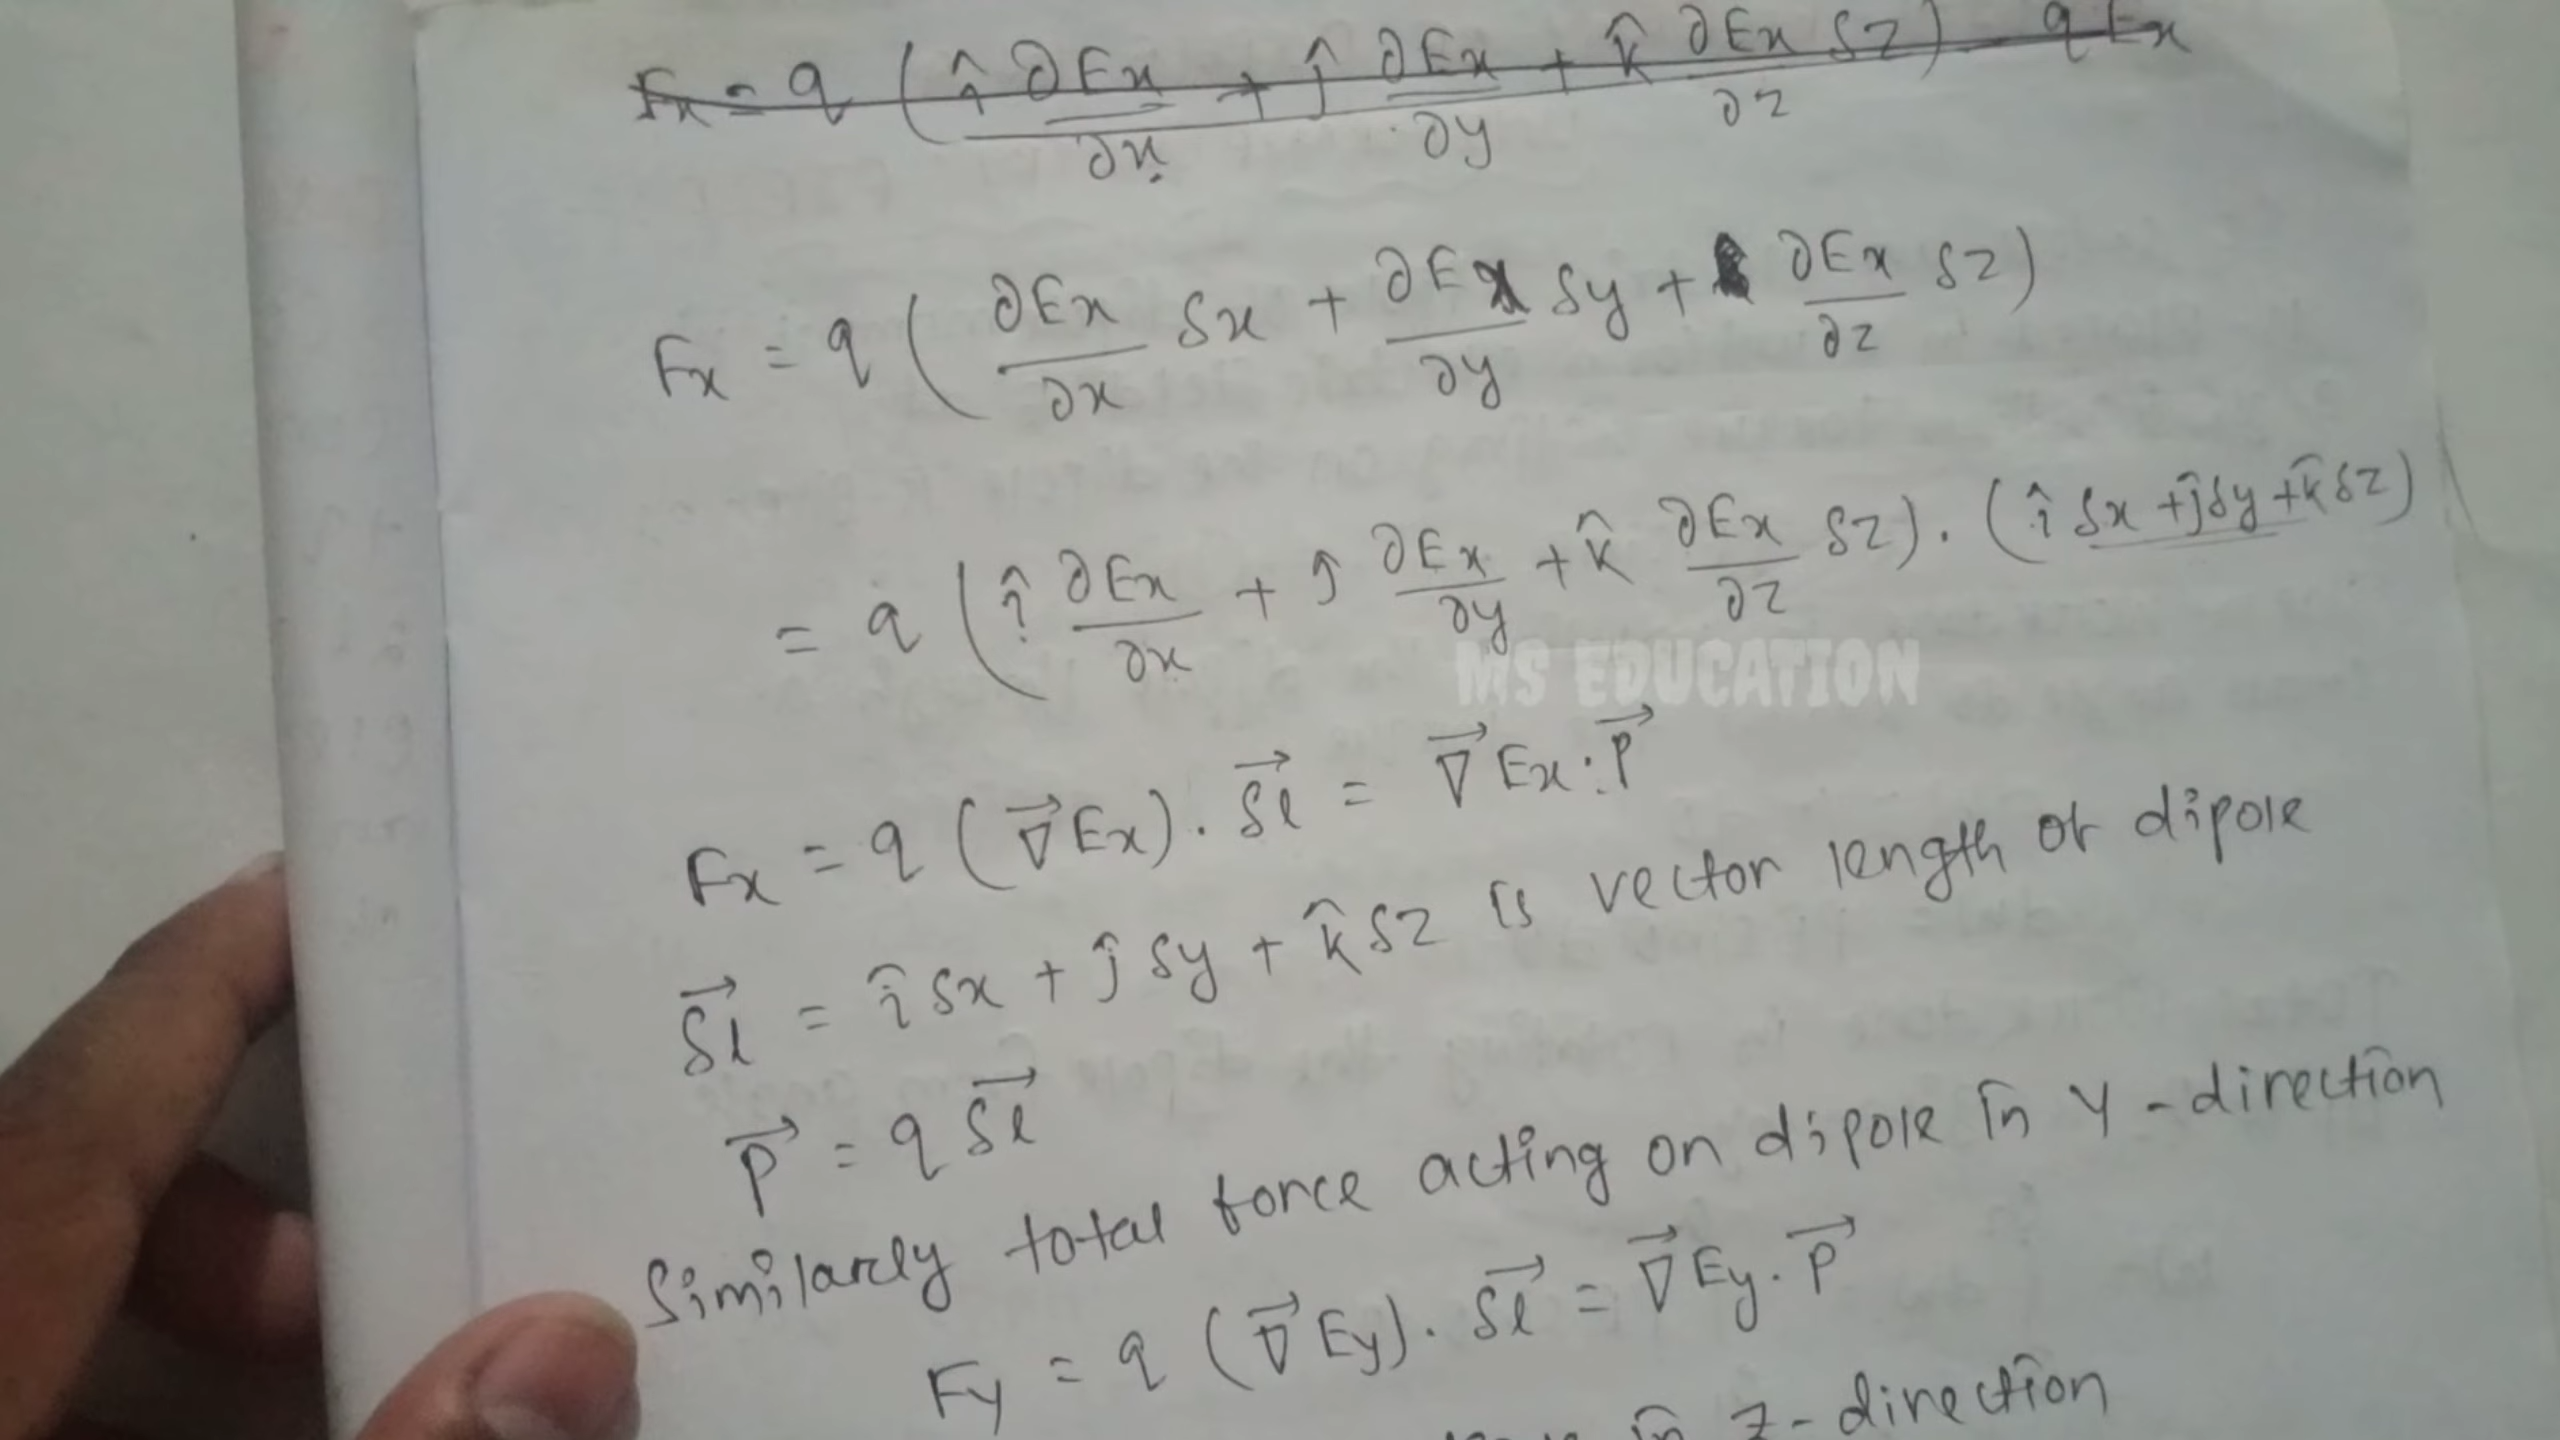 Fx = q (î ∂Ex/∂x + ĵ ∂Ex/∂y + k̂ ∂Ex/∂z δz) - qEx
Fx = q (∂Ex/∂x δx + ∂Ex/∂y δy + ∂Ex/∂z δz)
= q (î ∂Ex/∂x + ĵ ∂Ex/∂y + k̂ ∂Ex/∂z δz) . (î δx + ĵ δy + k̂ δz)
MS EDUCATION
Fx = q (∇⃗ Ex) . δl⃗ = ∇⃗ Ex . P⃗
δl⃗ = î δx + ĵ δy + k̂ δz is vector length of dipole
P⃗ = q δl⃗
Similarly total force acting on dipole in Y - direction
Fy = q (∇⃗ Ey) . δl⃗ = ∇⃗ Ey . P⃗
in z - direction